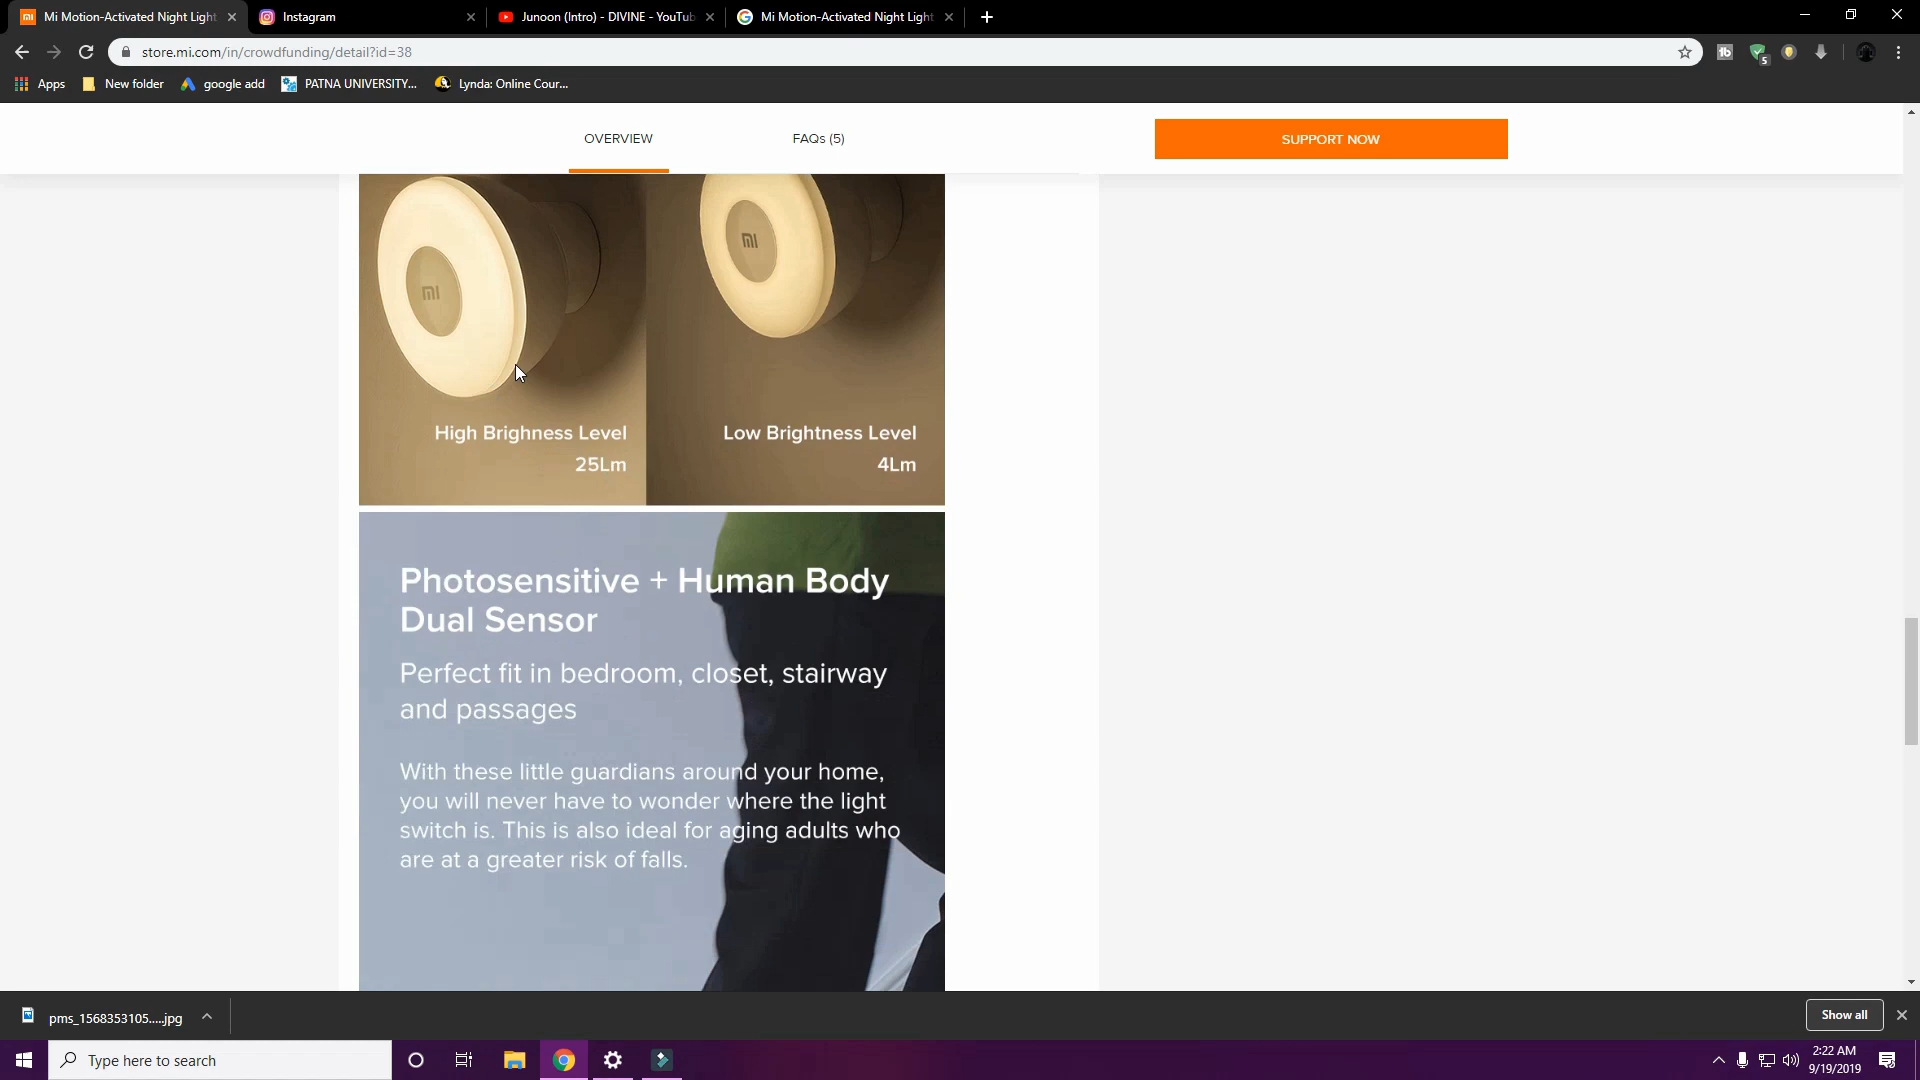 Mi Motion-Activated Night Light
Instagram
Junoon (Intro) - DIVINE - YouTub
Mi Motion-Activated Night Light
store.mi.com/in/crowdfunding/detail?id=38
5
Apps
New folder
google add
PATNA UNIVERSITY...
Lynda: Online Cour...
OVERVIEW
FAQs (5)
SUPPORT NOW
High Brighness Level
25Lm
Low Brightness Level
4Lm
Photosensitive + Human Body
Dual Sensor
Perfect fit in bedroom, closet, stairway
and passages
With these little guardians around your home,
you will never have to wonder where the light
switch is. This is also ideal for aging adults who
are at a greater risk of falls.
pms_1568353105.....jpg
Show all
Type here to search
2:22 AM
9/19/2019